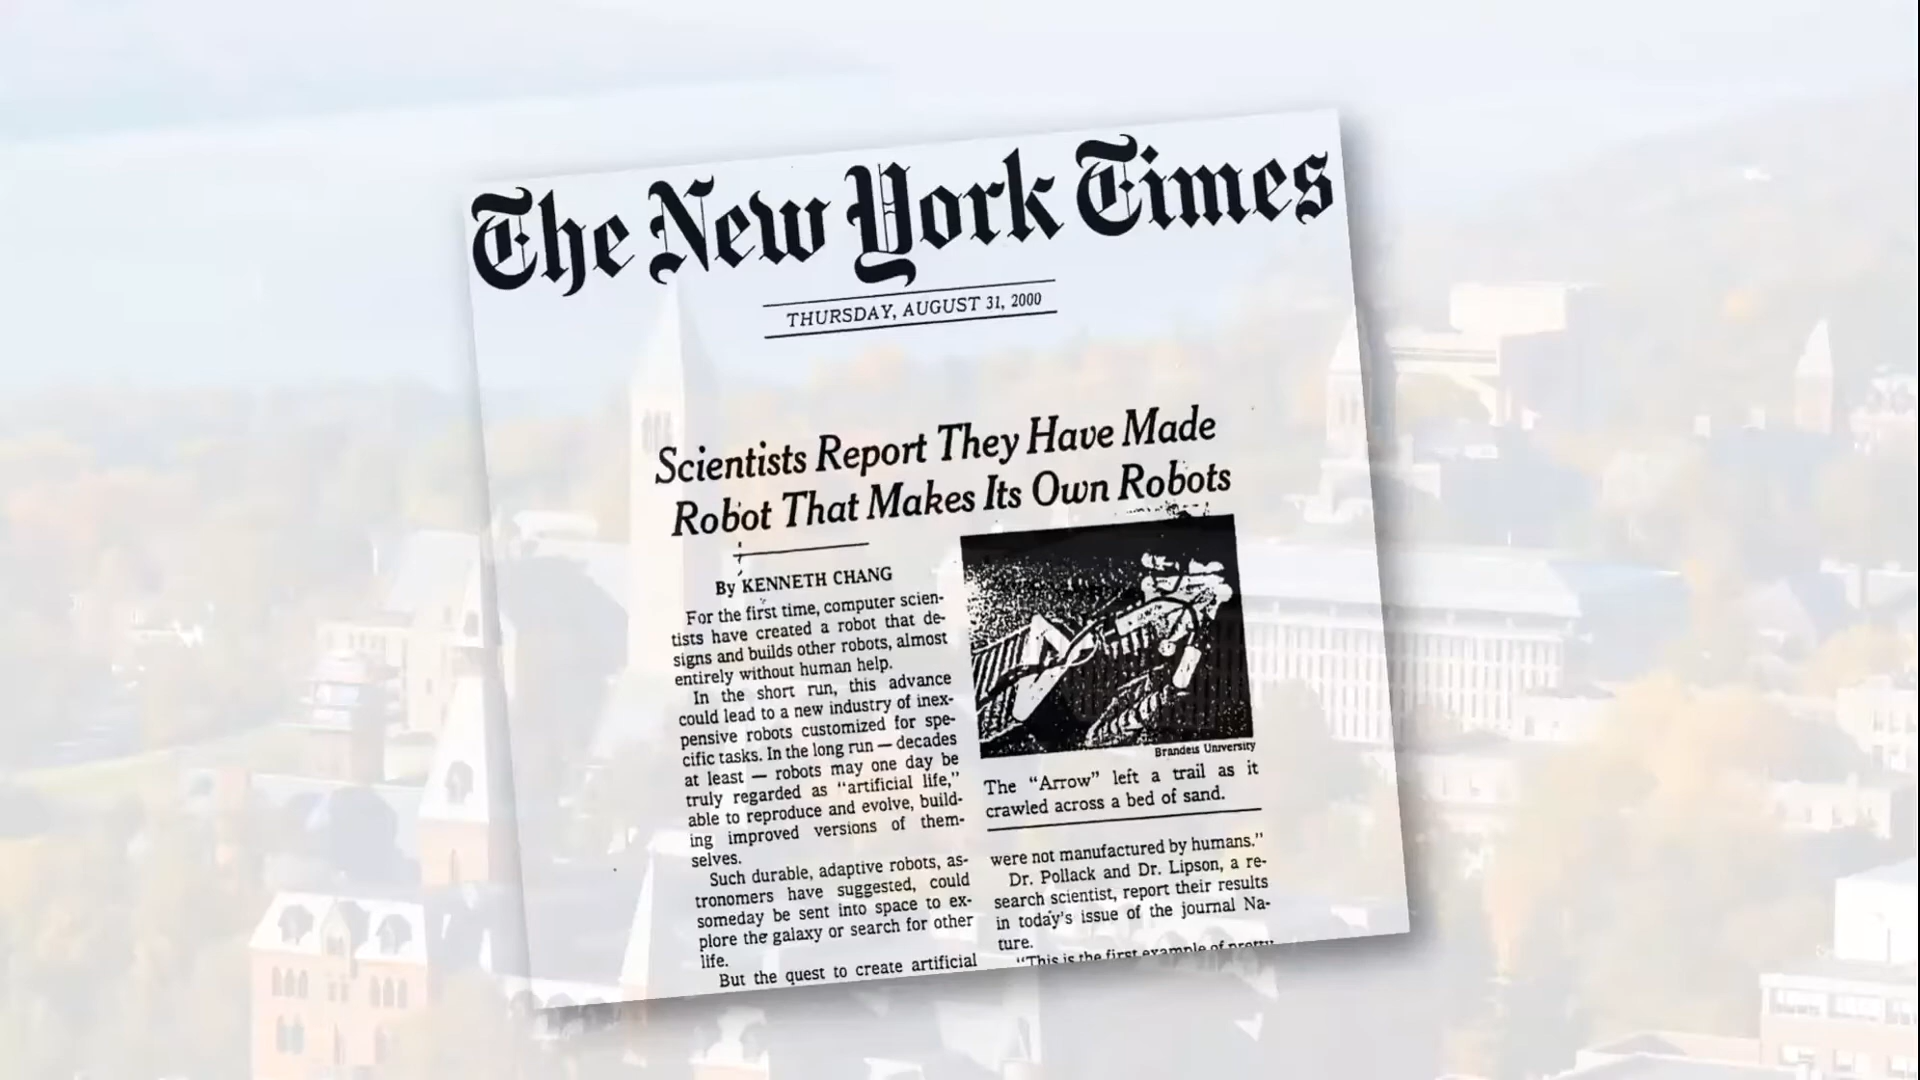 The New York Times
THURSDAY, AUGUST 31, 2000
Scientists Report They Have Made
Robot That Makes Its Own Robots
By KENNETH CHANG
For the first time, computer scien-
tists have created a robot that de-
signs and builds other robots, almost
entirely without human help.
In the short run, this advance
could lead to a new industry of inex-
pensive robots customized for spe-
cific tasks. In the long run — decades
at least — robots may one day be
truly regarded as “artificial life,”
able to reproduce and evolve, build-
ing improved versions of them-
selves.
Such durable, adaptive robots, as-
tronomers have suggested, could
someday be sent into space to ex-
plore the galaxy or search for other
life.
But the quest to create artificial
Brandeis University
The “Arrow” left a trail as it
crawled across a bed of sand.
were not manufactured by humans.”
Dr. Pollack and Dr. Lipson, a re-
search scientist, report their results
in today's issue of the journal Na-
ture.
“This is the first example of pretty